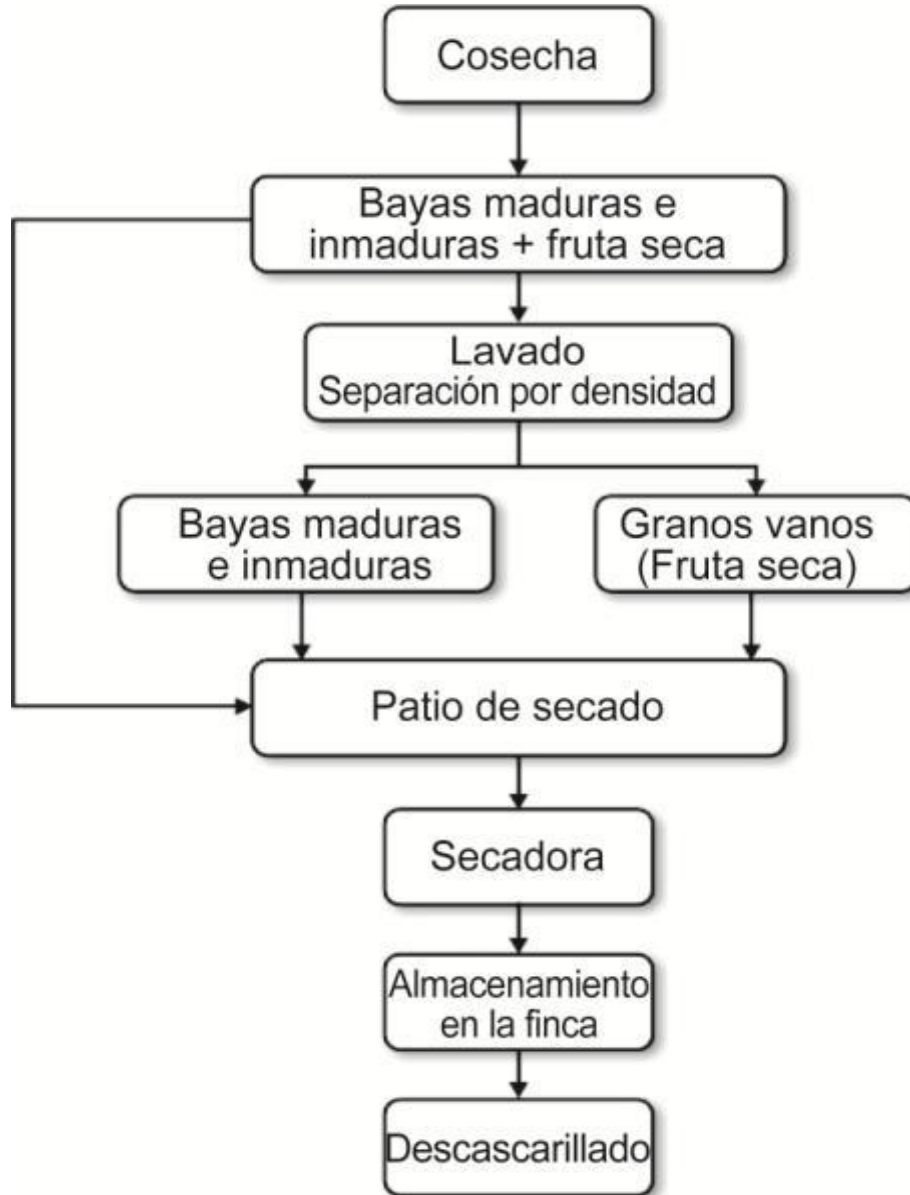 Cosecha
Bayas maduras e
inmaduras + fruta seca
Lavado
Separación por densidad
Bayas maduras
e inmaduras
Granos vanos
(Fruta seca)
Patio de secado
Secadora
Almacenamiento
en la finca
Descascarillado